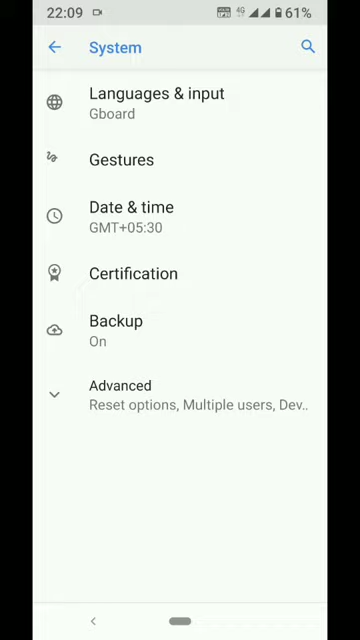 22:09 4G 61%
System
Languages & input
Gboard
Gestures
Date & time
GMT+05:30
Certification
Backup
On
Advanced
Reset options, Multiple users, Dev..